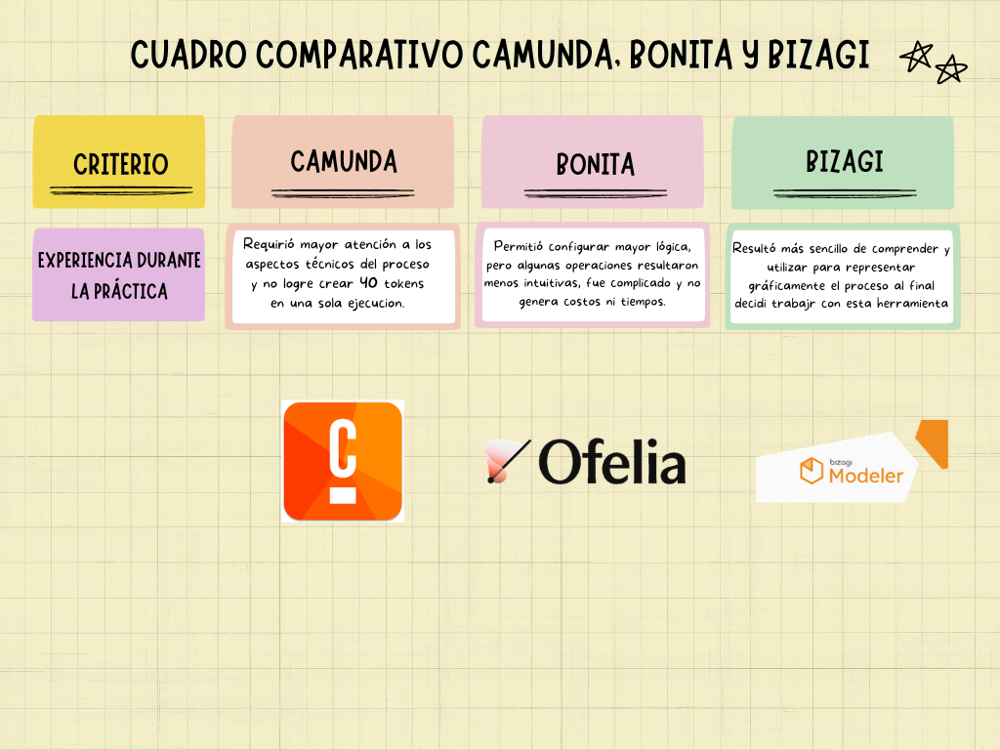 CUADRO COMPARATIVO CAMUNDA, BONITA Y BIZAGI
CRITERIO
CAMUNDA
BONITA
BIZAGI
EXPERIENCIA DURANTE
LA PRÁCTICA
Requirió mayor atención a los
aspectos técnicos del proceso
y no logre crear 40 tokens
en una sola ejecucion.
Permitió configurar mayor lógica,
pero algunas operaciones resultaron
menos intuitivas, fue complicado y no
genera costos ni tiempos.
Resultó más sencillo de comprender y
utilizar para representar
gráficamente el proceso al final
decidi trabajr con esta herramienta
C
Ofelia
bizagi
Modeler